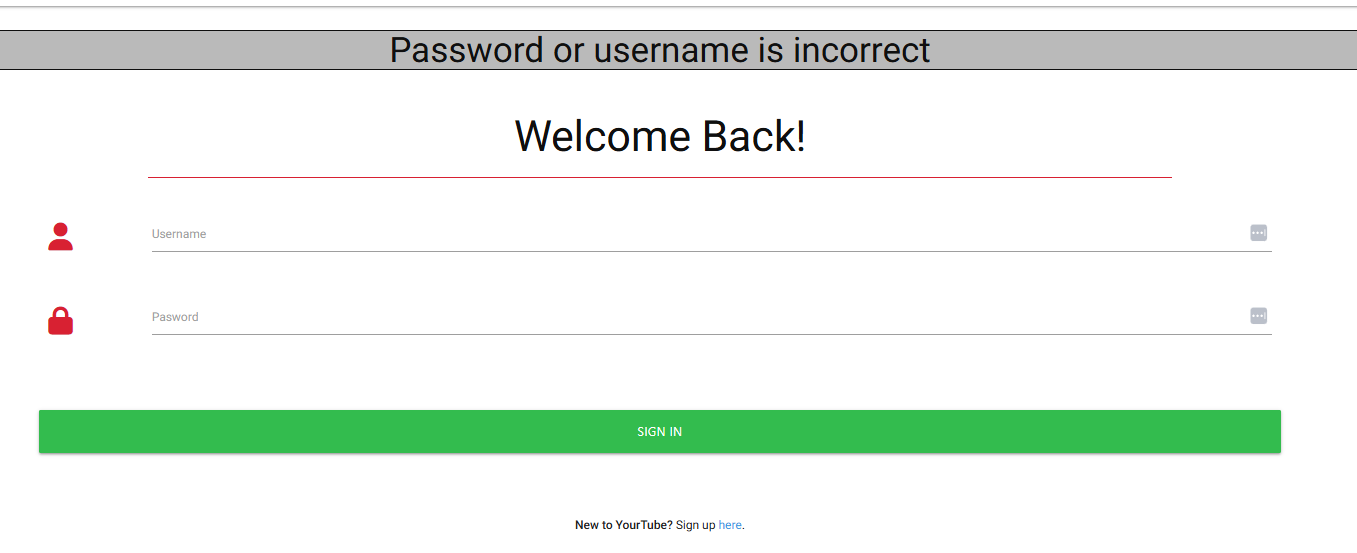 Password or username is incorrect
Welcome Back!
Username
Pasword
SIGN IN
New to YourTube? Sign up here.